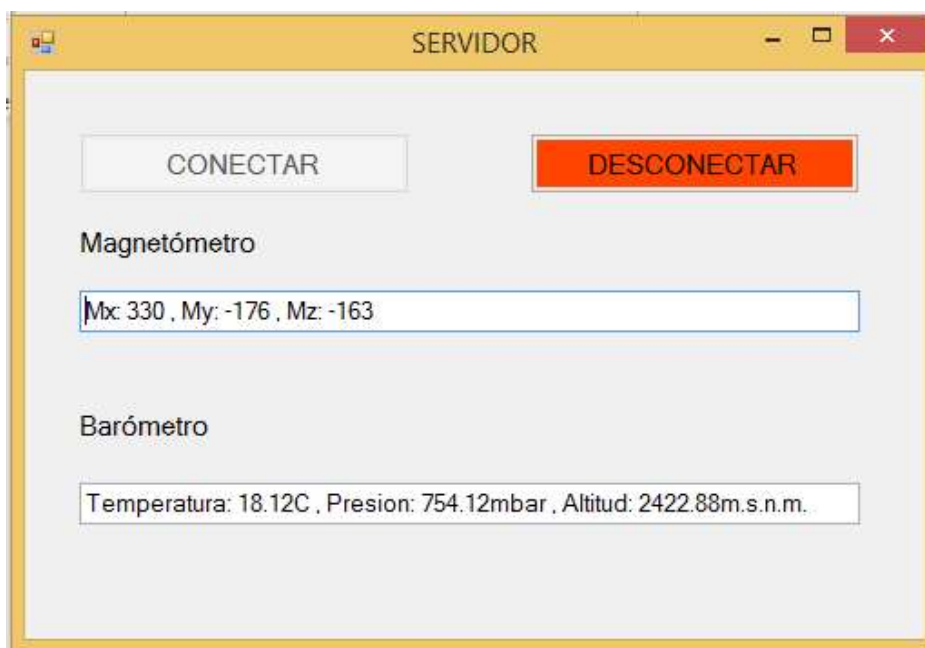 SERVIDOR
CONECTAR DESCONECTAR
Magnetómetro
Mx: 330 , My: -176 , Mz: -163
Barómetro
Temperatura: 18.12C , Presion: 754.12mbar , Altitud: 2422.88m.s.n.m.